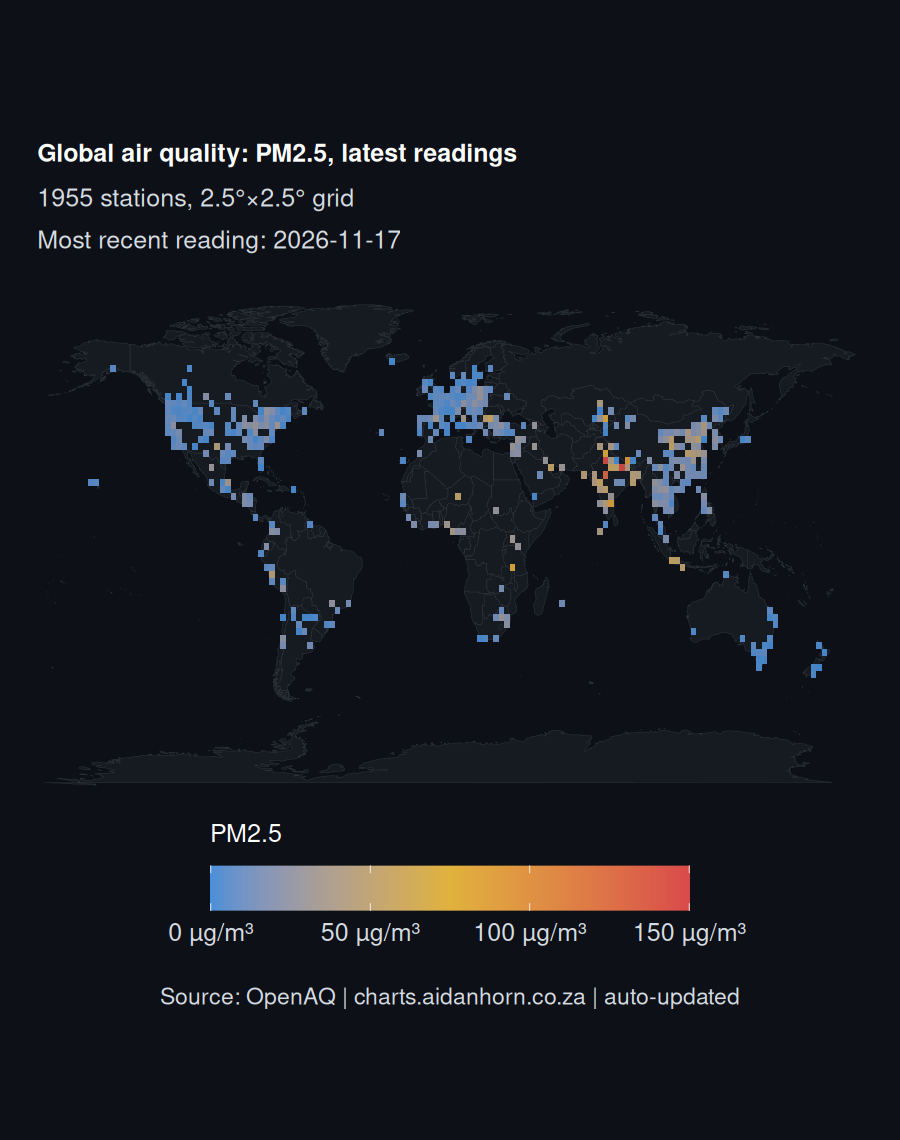 Global air quality: PM2.5, latest readings
1955 stations, 2.5°×2.5° grid
Most recent reading: 2026-11-17
PM2.5
0 µg/m³ 50 µg/m³ 100 µg/m³ 150 µg/m³
Source: OpenAQ | charts.aidanhorn.co.za | auto-updated